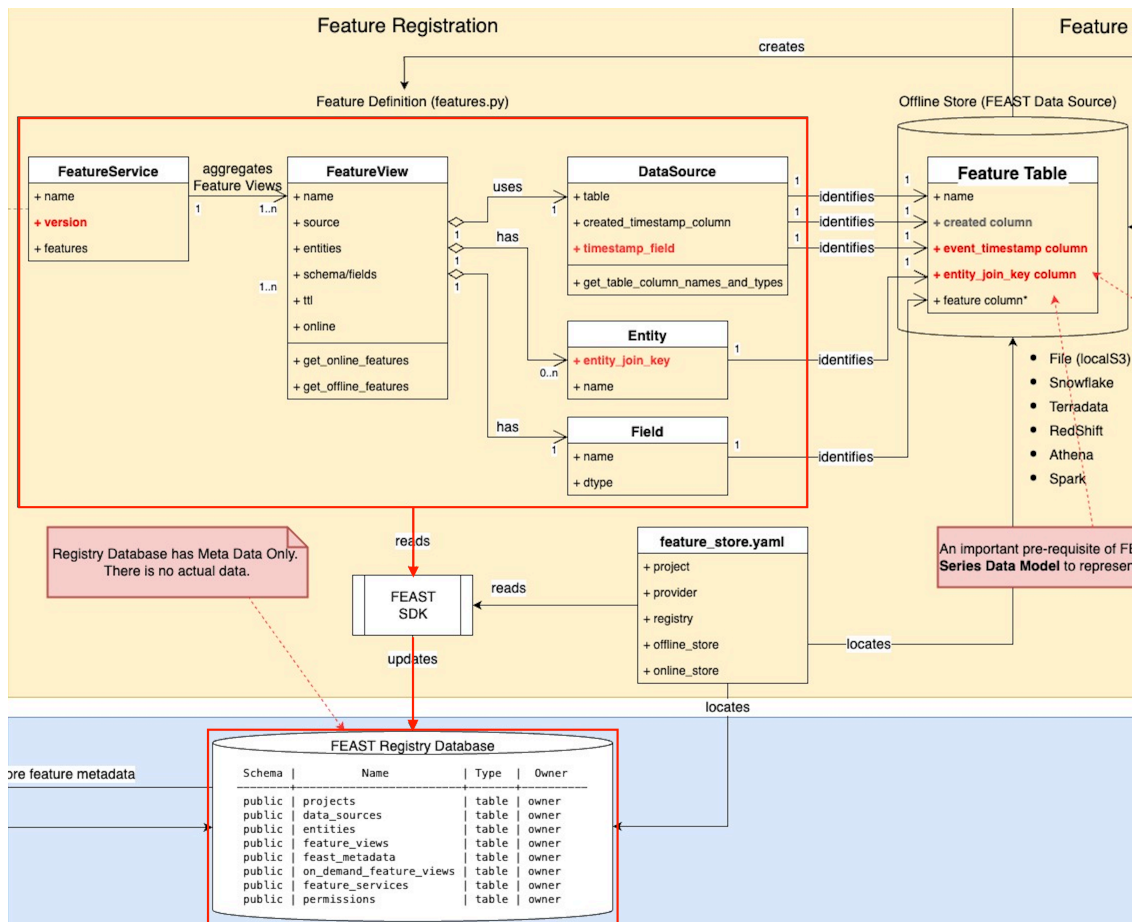 Feature Registration
Feature
creates
Feature Definition (features.py)
Offline Store (FEAST Data Source)
FeatureService
+ name
+ version
+ features
aggregates
Feature Views
1
1..n
1..n
FeatureView
+ name
+ source
+ entities
+ schema/fields
+ ttl
+ online
+ get_online_features
+ get_offline_features
uses
1
1
has
1
0..n
1
has
1
DataSource
+ table
+ created_timestamp_column
+ timestamp_field
+ get_table_column_names_and_types
Entity
+ entity_join_key
+ name
Field
+ name
+ dtype
1
identifies
1
1
identifies
1
1
identifies
1
1
identifies
1
1
identifies
Feature Table
+ name
+ created column
+ event_timestamp column
+ entity_join_key column
+ feature column*
• File (localS3)
• Snowflake
• Terradata
• RedShift
• Athena
• Spark
Registry Database has Meta Data Only.
There is no actual data.
reads
FEAST
SDK
reads
updates
feature_store.yaml
+ project
+ provider
+ registry
+ offline_store
+ online_store
locates
locates
An important pre-requisite of FE
Series Data Model to represen
FEAST Registry Database
Schema | Name | Type | Owner
--------+------------------------+-------+----------
public | projects | table | owner
public | data_sources | table | owner
public | entities | table | owner
public | feature_views | table | owner
public | feast_metadata | table | owner
public | on_demand_feature_views | table | owner
public | feature_services | table | owner
public | permissions | table | owner
ore feature metadata